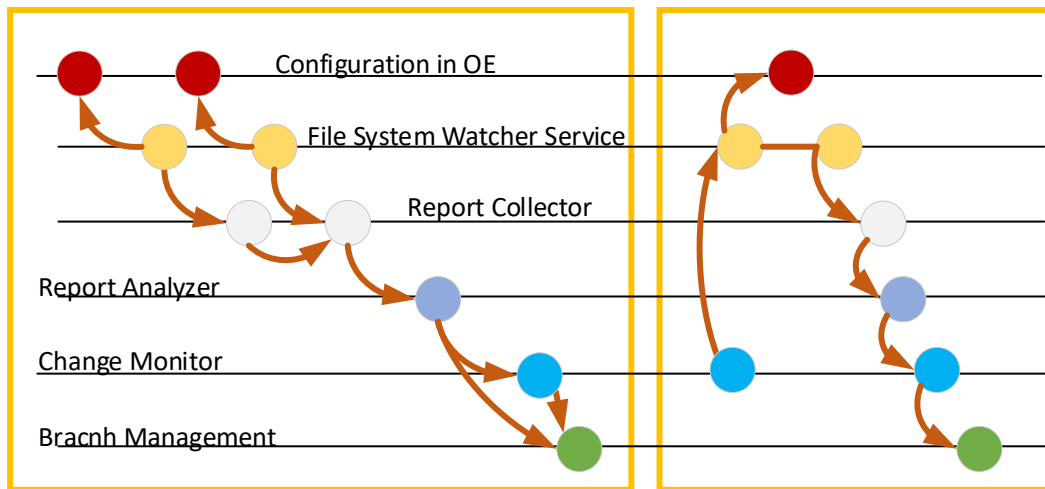 Configuration in OE
File System Watcher Service
Report Collector
Report Analyzer
Change Monitor
Bracnh Management